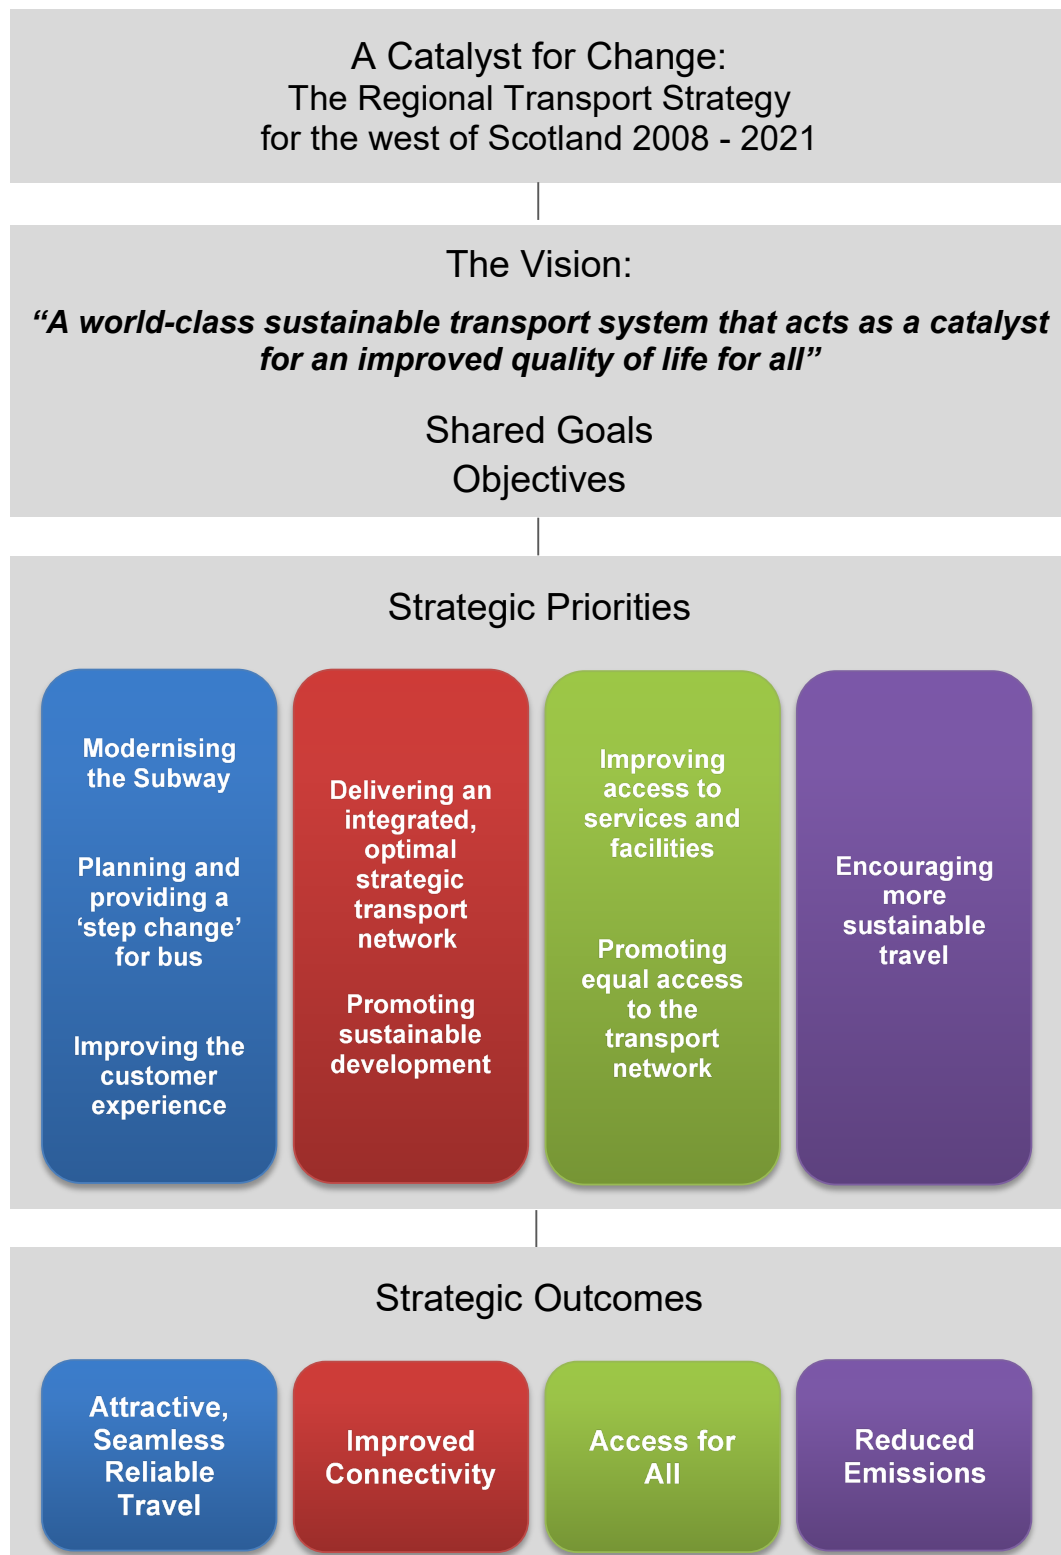 A Catalyst for Change:
The Regional Transport Strategy
for the west of Scotland 2008 - 2021
The Vision:
“A world-class sustainable transport system that acts as a catalyst
for an improved quality of life for all”
Shared Goals
Objectives
Strategic Priorities
Modernising
the Subway
Planning and
providing a
‘step change’
for bus
Improving the
customer
experience
Delivering an
integrated,
optimal
strategic
transport
network
Promoting
sustainable
development
Improving
access to
services and
facilities
Promoting
equal access
to the
transport
network
Encouraging
more
sustainable
travel
Strategic Outcomes
Attractive,
Seamless
Reliable
Travel
Improved
Connectivity
Access for
All
Reduced
Emissions